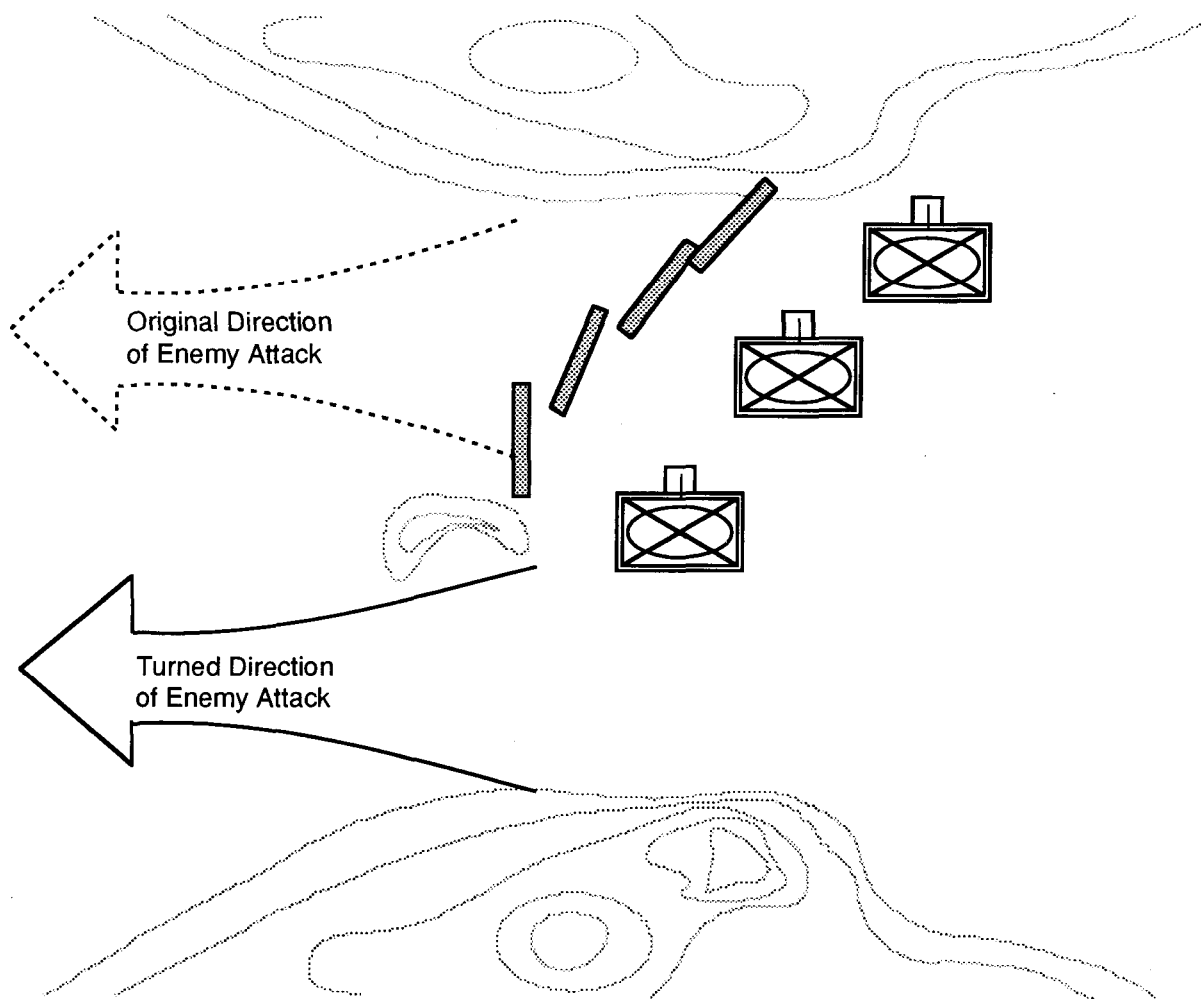 Original Direction
of Enemy Attack
Turned Direction
of Enemy Attack